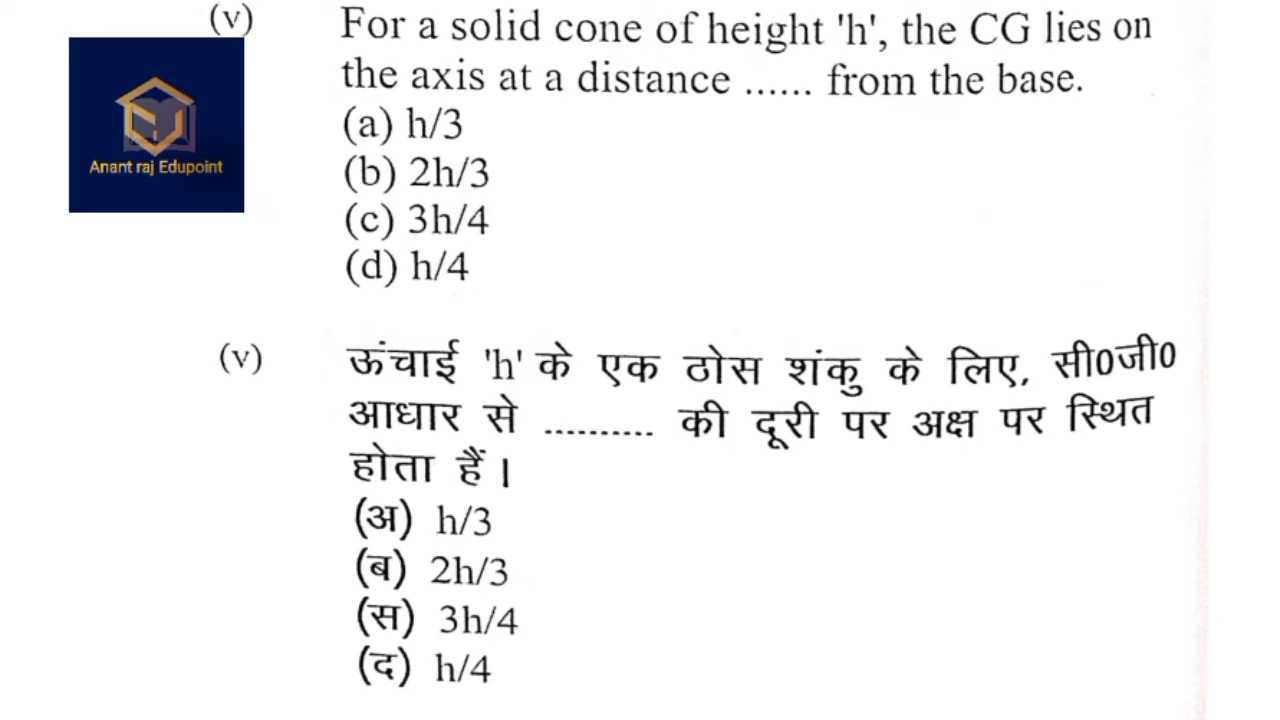 (v) For a solid cone of height 'h', the CG lies on
the axis at a distance ...... from the base.
(a) h/3
(b) 2h/3
(c) 3h/4
(d) h/4
Anant raj Edupoint
(v) ऊंचाई 'h' के एक ठोस शंकु के लिए, सी0जी0
आधार से .......... की दूरी पर अक्ष पर स्थित
होता हैं।
(अ) h/3
(ब) 2h/3
(स) 3h/4
(द) h/4